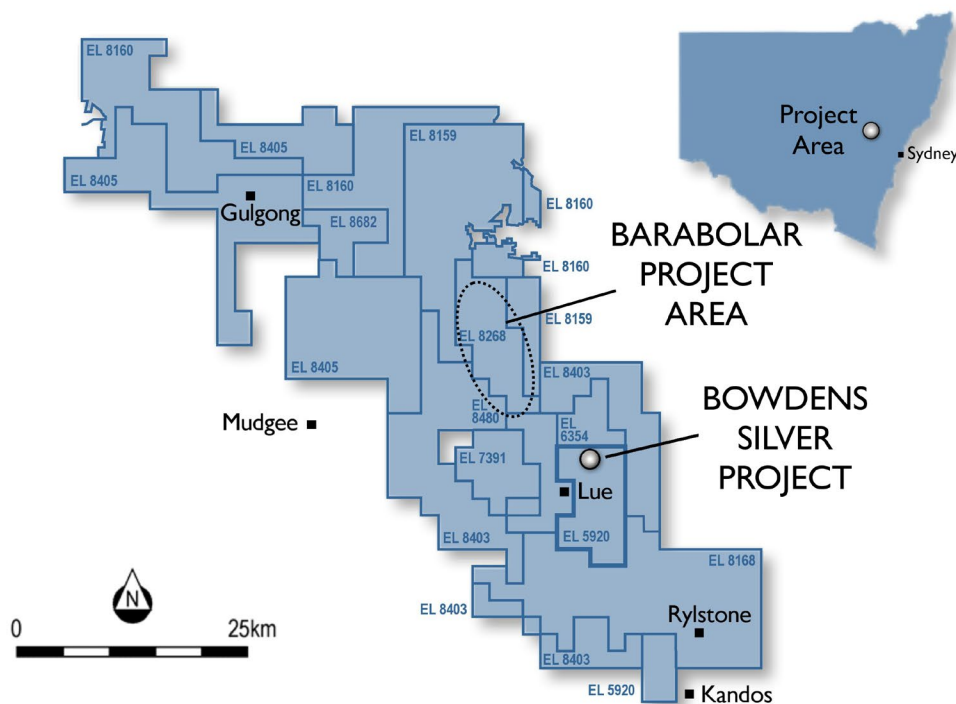 EL 8160
EL 8159
EL 8405
EL 8405
EL 8160
Gulgong
EL 8682
EL 8160
EL 8160
BARABOLAR
PROJECT
AREA
Project
Area
Sydney
EL 8268
EL 8159
EL 8405
EL 8403
Mudgee
EL
8480
EL
6354
BOWDENS
SILVER
PROJECT
EL 7391
Lue
EL 8403
EL 5920
EL 8168
N
0
25km
EL 8403
Rylstone
EL 8403
EL 5920
Kandos